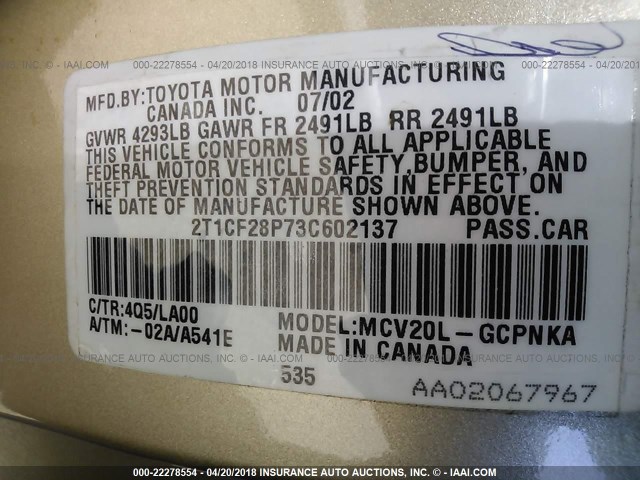 000-22278554 - 04/20/2018 INSURANCE AUTO AUCTIONS, INC. - © IAAI.COM
MFD.BY:TOYOTA MOTOR MANUFACTURING
CANADA INC. 07/02
GVWR 4293LB GAWR FR 2491LB RR 2491LB
THIS VEHICLE CONFORMS TO ALL APPLICABLE
FEDERAL MOTOR VEHICLE SAFETY,BUMPER, AND
THEFT PREVENTION STANDARDS IN EFFECT ON
THE DATE OF MANUFACTURE SHOWN ABOVE.
2T1CF28P73C602137 PASS.CAR
C/TR:4Q5/LA00
A/TM:-02A/A541E
MODEL:MCV20L-GCPNKA
MADE IN CANADA
535
AA02067967
000-22278554 - 04/20/2018 INSURANCE AUTO AUCTIONS, INC. - © IAAI.COM